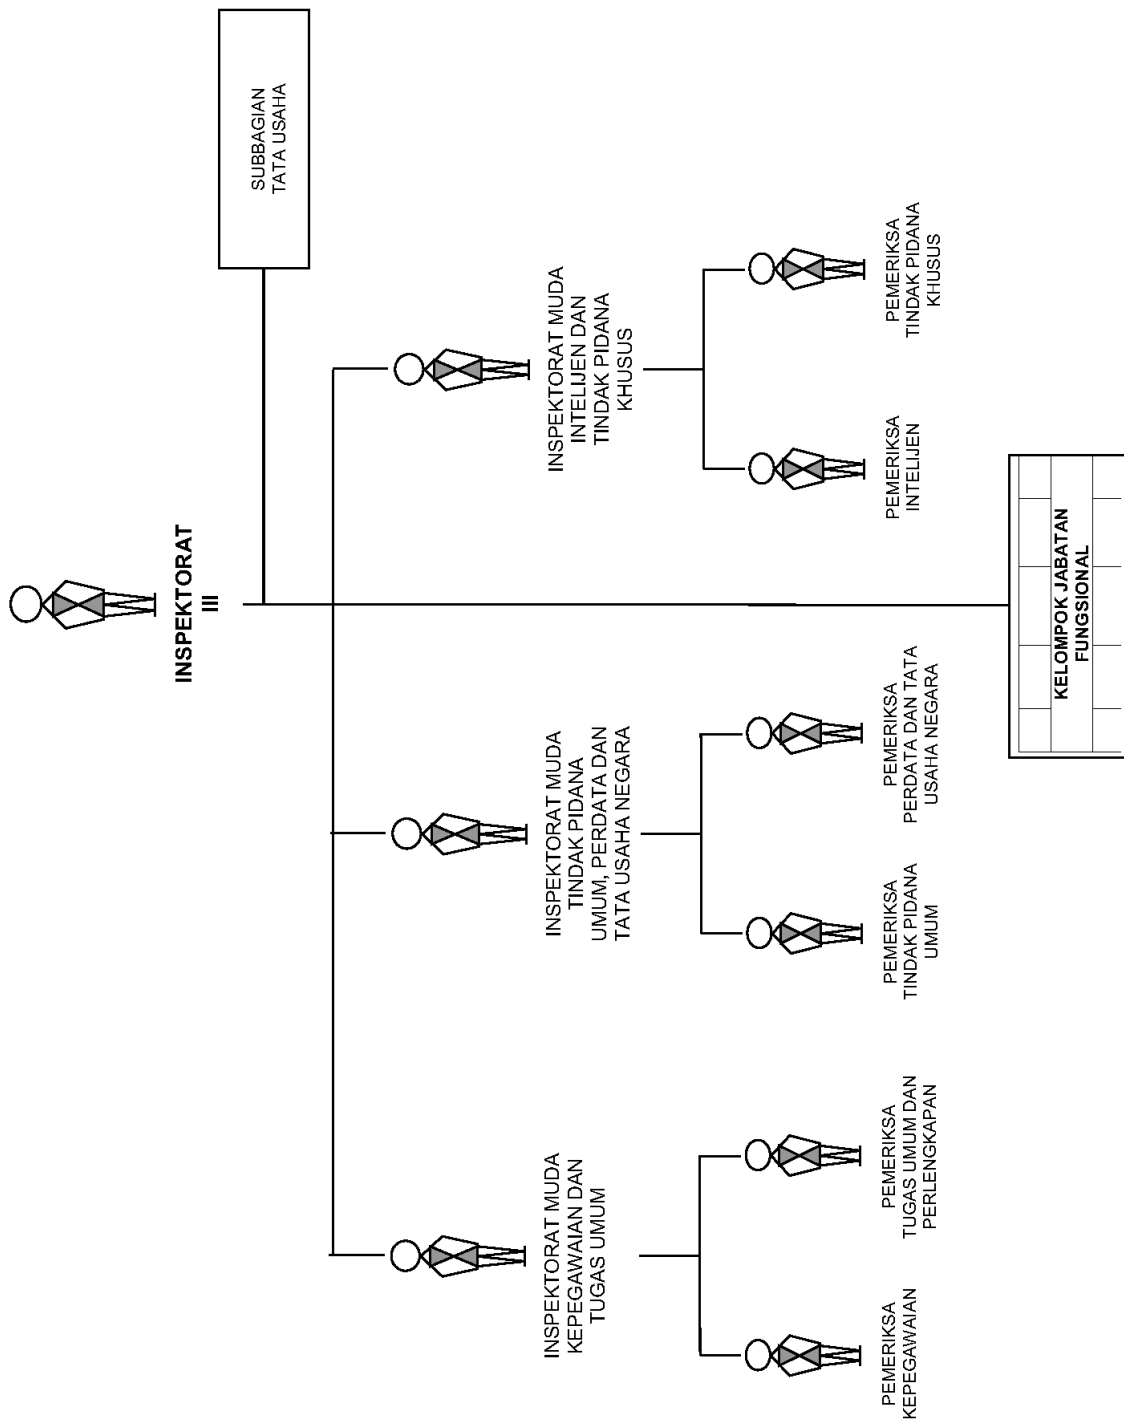 INSPEKTORAT
III
SUBBAGIAN
TATA USAHA
INSPEKTORAT MUDA
KEPEGAWAIAN DAN
TUGAS UMUM
INSPEKTORAT MUDA
TINDAK PIDANA
UMUM, PERDATA DAN
TATA USAHA NEGARA
INSPEKTORAT MUDA
INTELIJEN DAN
TINDAK PIDANA
KHUSUS
PEMERIKSA
KEPEGAWAIAN
PEMERIKSA
TUGAS UMUM DAN
PERLENGKAPAN
PEMERIKSA
TINDAK PIDANA
UMUM
PEMERIKSA
PERDATA DAN TATA
USAHA NEGARA
PEMERIKSA
INTELIJEN
PEMERIKSA
TINDAK PIDANA
KHUSUS
KELOMPOK JABATAN
FUNGSIONAL